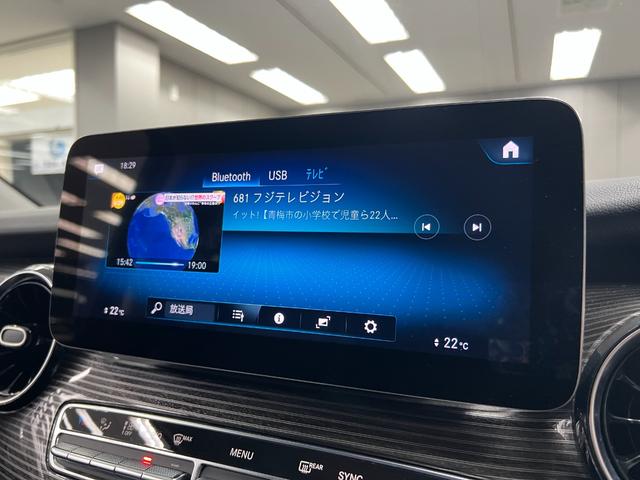 18:29
Bluetooth USB テレビ
681 フジテレビジョン
イット!【青梅市の小学校で児童ら22人...
15:42 19:00
放送局
22℃
22℃
MAX
OFF
MENU
REAR
SYNC